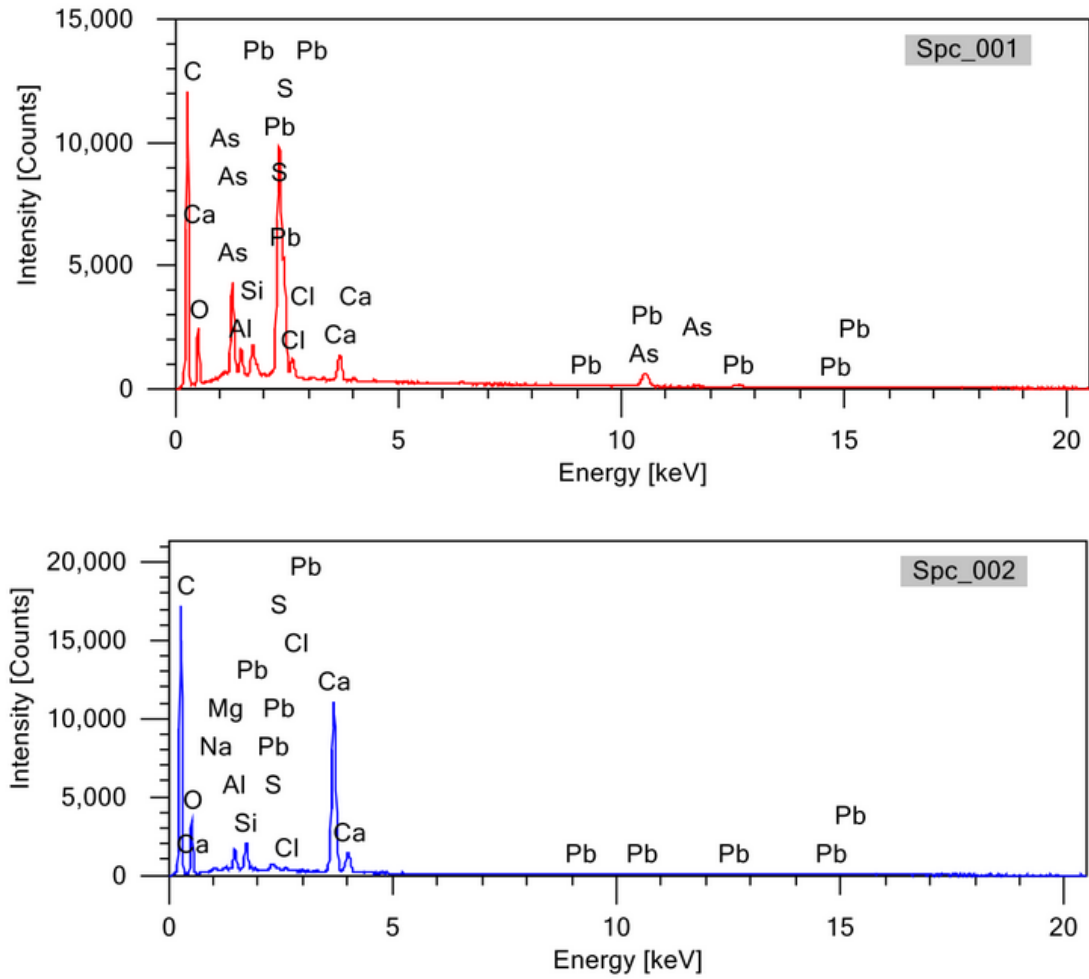 15,000
Pb Pb
Spc_001
C
S
10,000
As
Pb
As
S
Ca
As
Pb
5,000
O
Si
Cl
Ca
Al
Cl
Ca
Pb
As
Pb
Pb
As
Pb
Pb
0
0 5 10 15 20
Energy [keV]
Intensity [Counts]
20,000
Pb
Spc_002
C
S
15,000
Cl
Pb
Ca
10,000
Mg
Pb
Na
Pb
5,000
O
Al
S
Pb
Ca
Si
Cl
Ca
Pb Pb Pb Pb
0
0 5 10 15 20
Energy [keV]
Intensity [Counts]